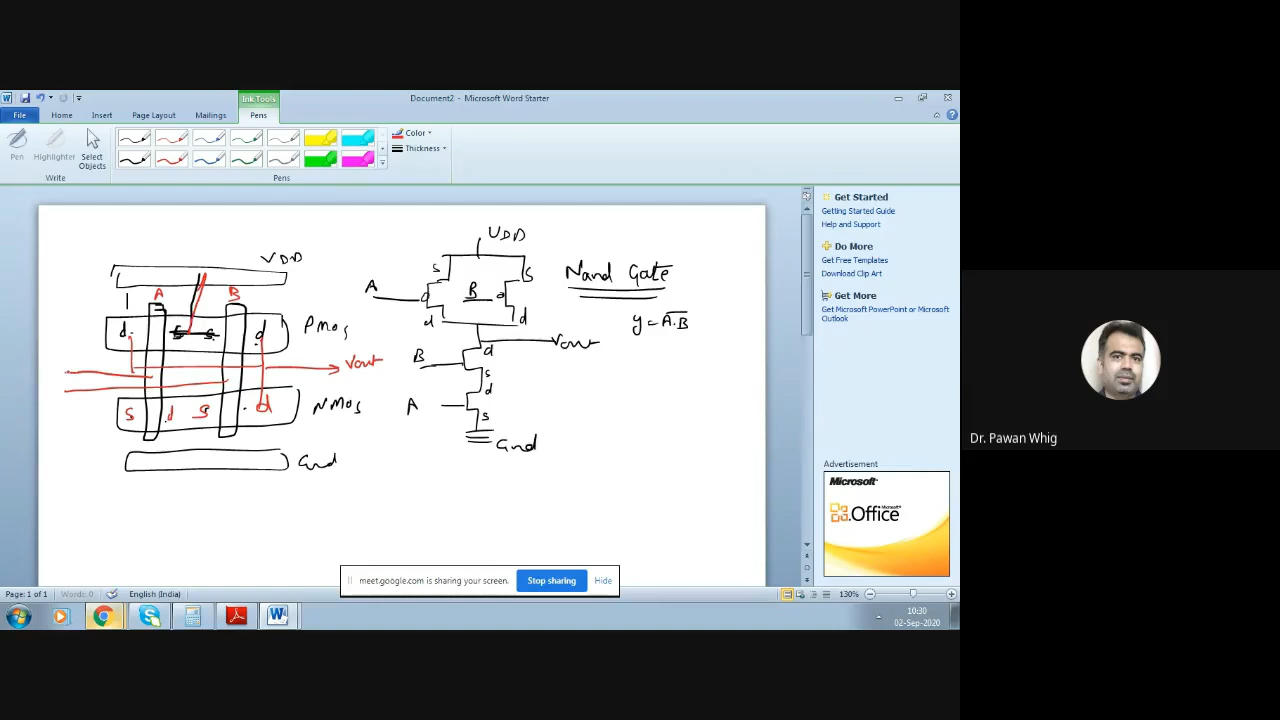 Ink Tools
Document2 - Microsoft Word Starter
File
Home
Insert
Page Layout
Mailings
Pens
Pen
Highlighter
Select Objects
Color
Thickness
Write
Pens
VDD
A
B
d
s
d
PMos
Vout
s
d
s
d
NMos
Gnd
VDD
s
s
A
B
d
d
Vout
B
d
s
d
A
s
Gnd
Nand Gate
y = \overline{A.B}
Get Started
Getting Started Guide
Help and Support
Do More
Get Free Templates
Download Clip Art
Get More
Get Microsoft PowerPoint or Microsoft
Outlook
Advertisement
Microsoft
Office
Dr. Pawan Whig
meet.google.com is sharing your screen.
Stop sharing
Hide
Page: 1 of 1
Words: 0
English (India)
130%
10:30
02-Sep-2020